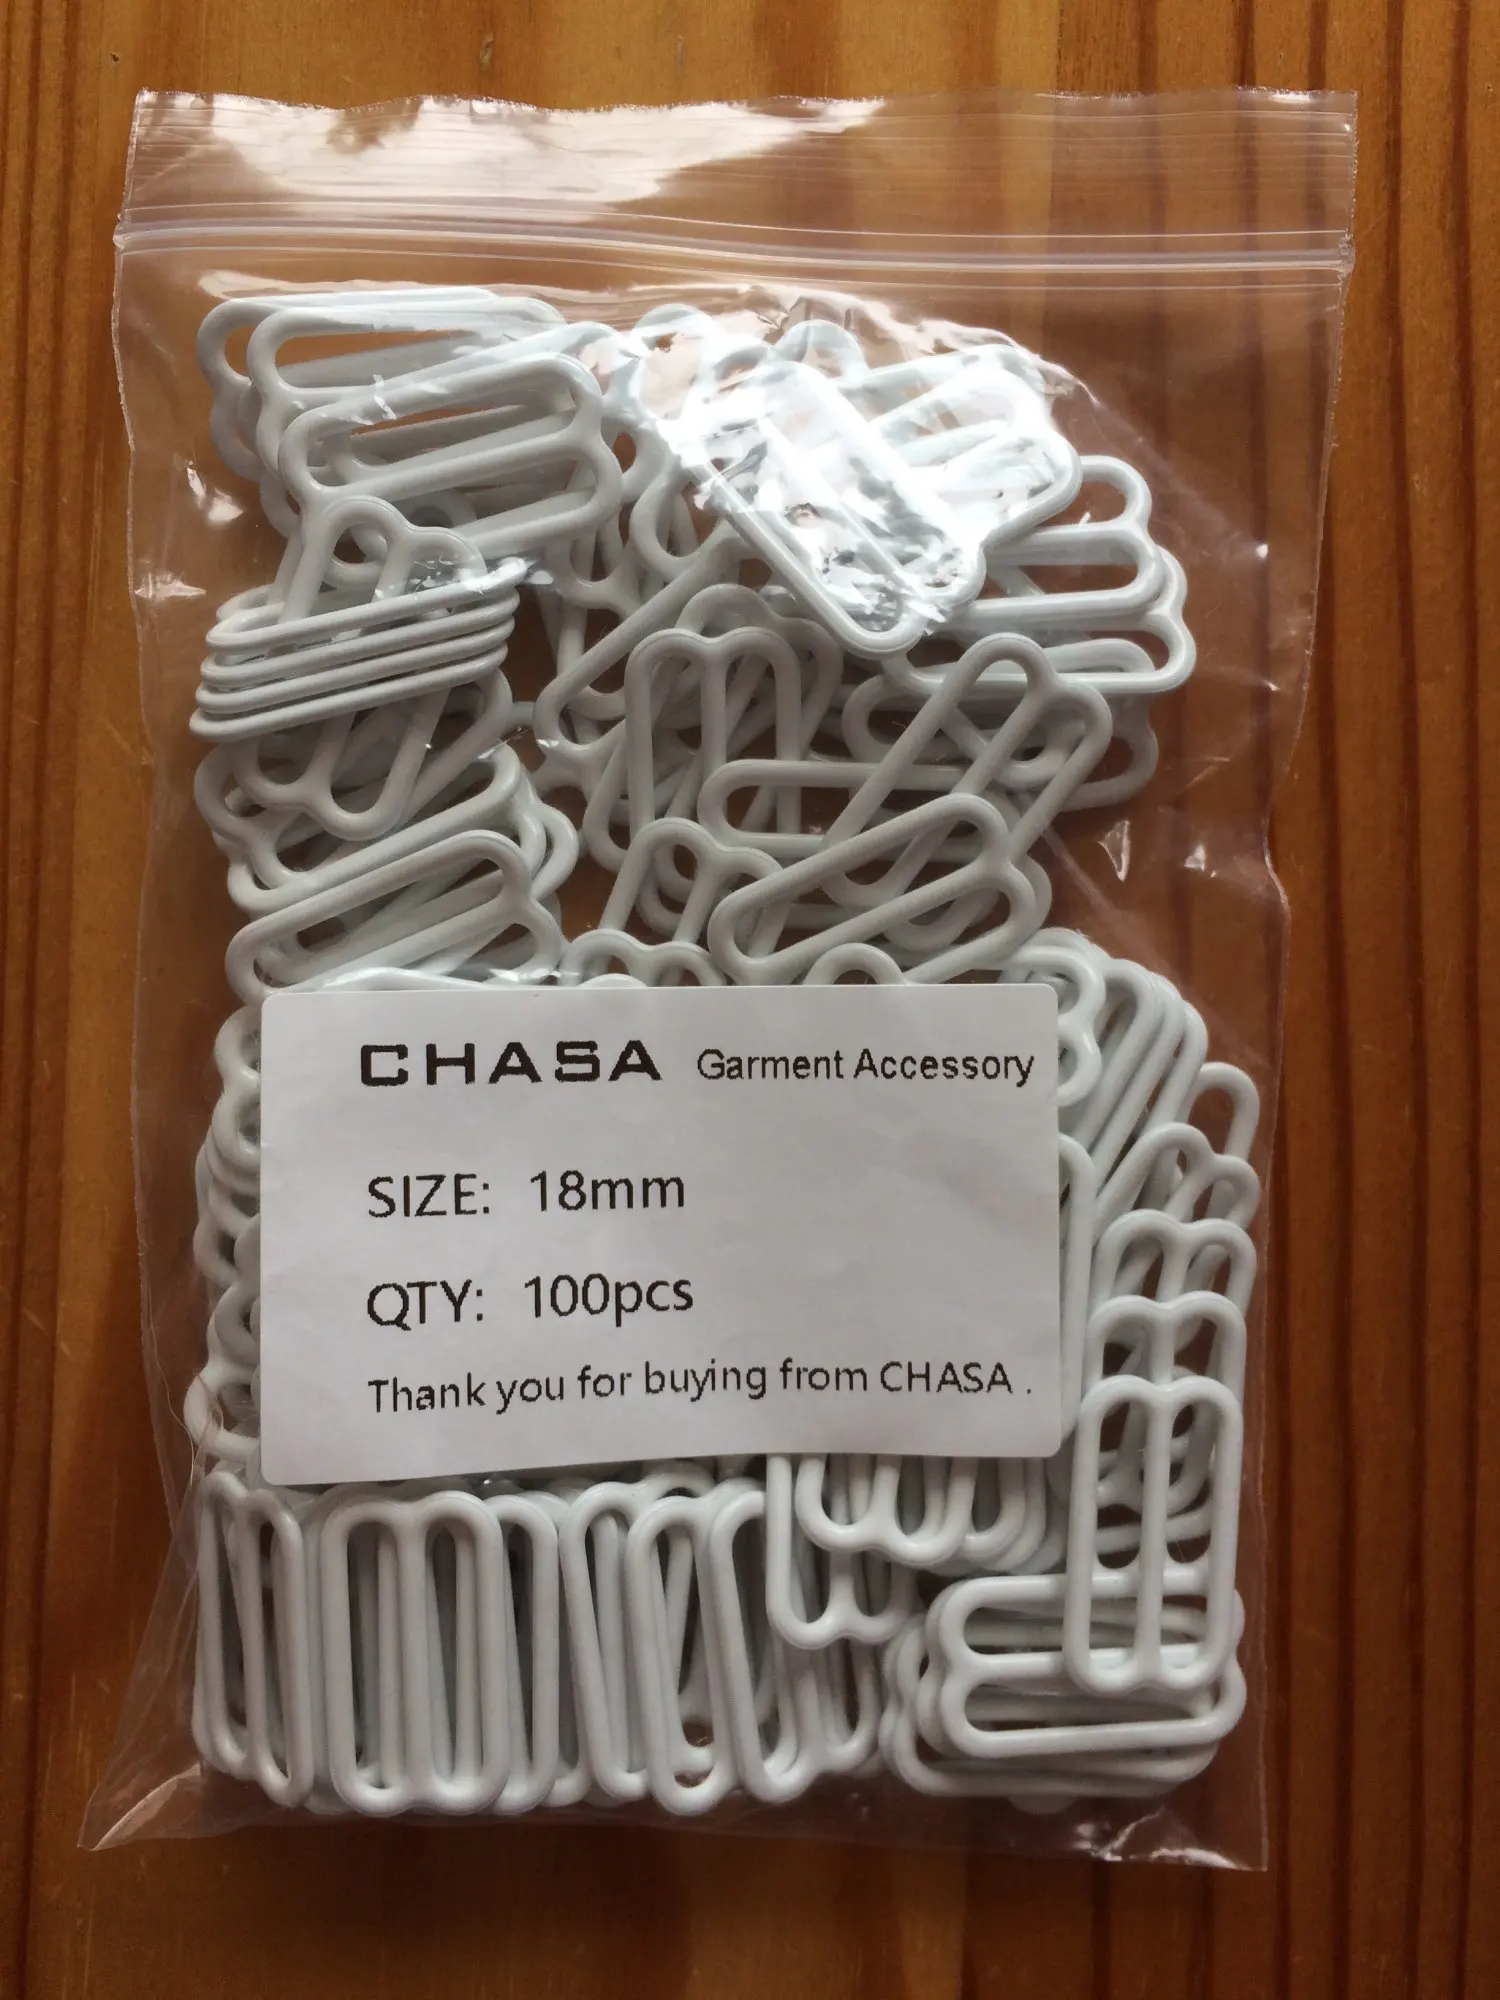 CHASA Garment Accessory
SIZE: 18mm
QTY: 100pcs
Thank you for buying from CHASA .